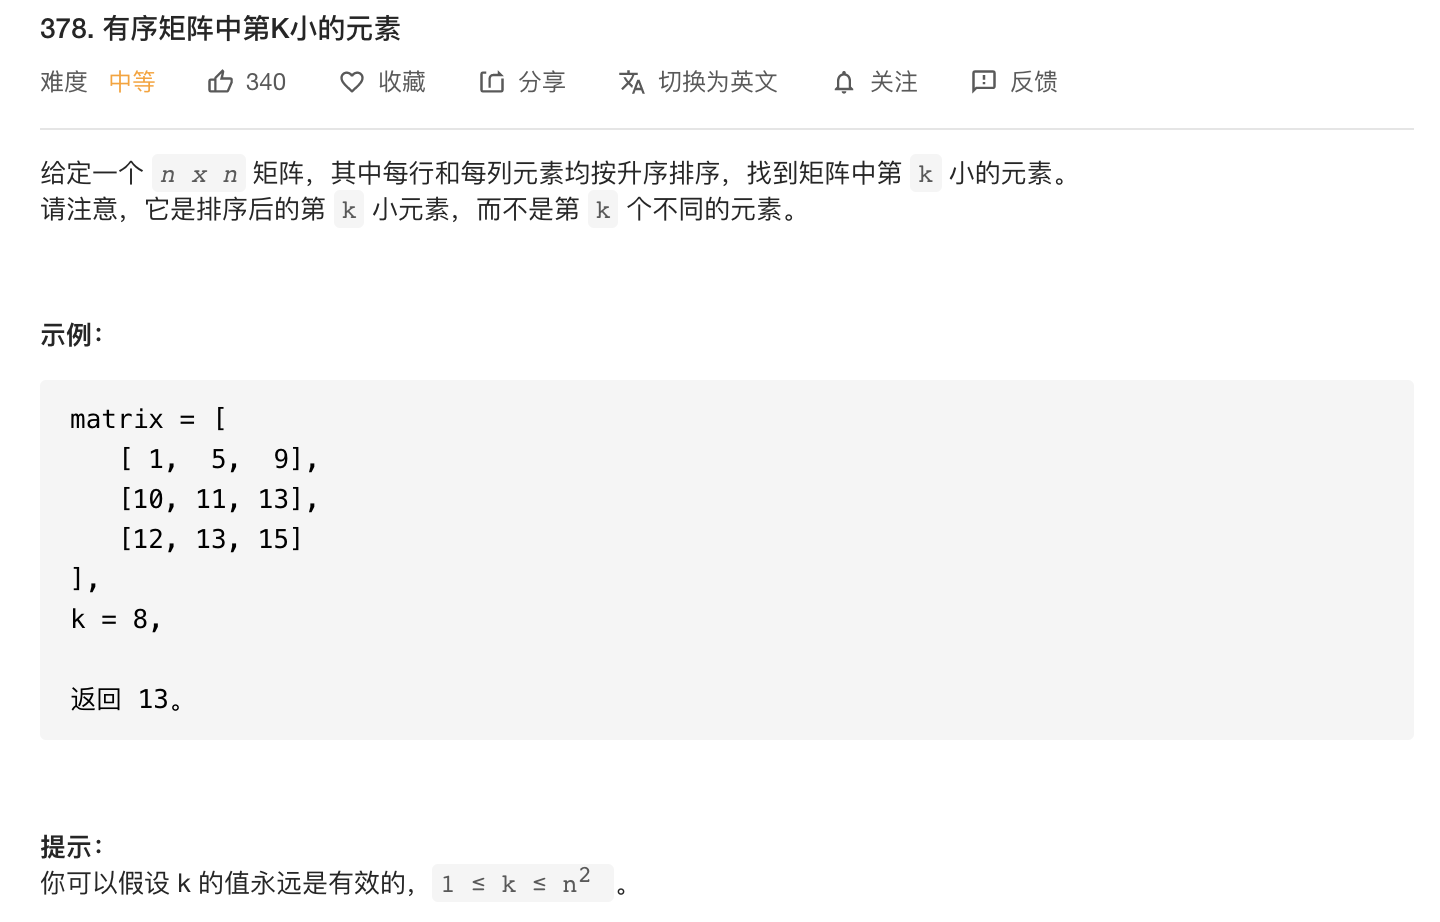 378. 有序矩阵中第K小的元素
难度 中等 340 收藏 分享 切换为英文 关注 反馈
给定一个 n x n 矩阵，其中每行和每列元素均按升序排序，找到矩阵中第 k 小的元素。
请注意，它是排序后的第 k 小元素，而不是第 k 个不同的元素。
示例：
matrix = [
[ 1, 5, 9],
[10, 11, 13],
[12, 13, 15]
],
k = 8,
返回 13。
提示：
你可以假设 k 的值永远是有效的，1 ≤ k ≤ n² 。